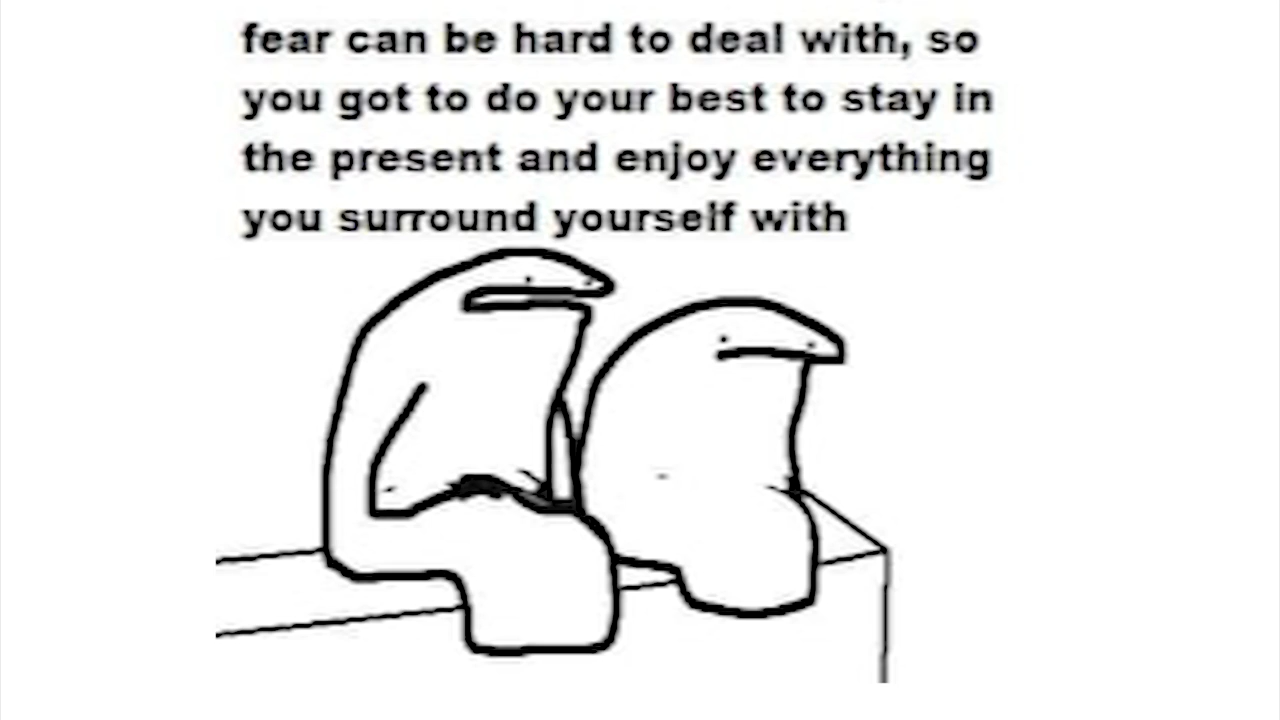 fear can be hard to deal with, so
you got to do your best to stay in
the present and enjoy everything
you surround yourself with